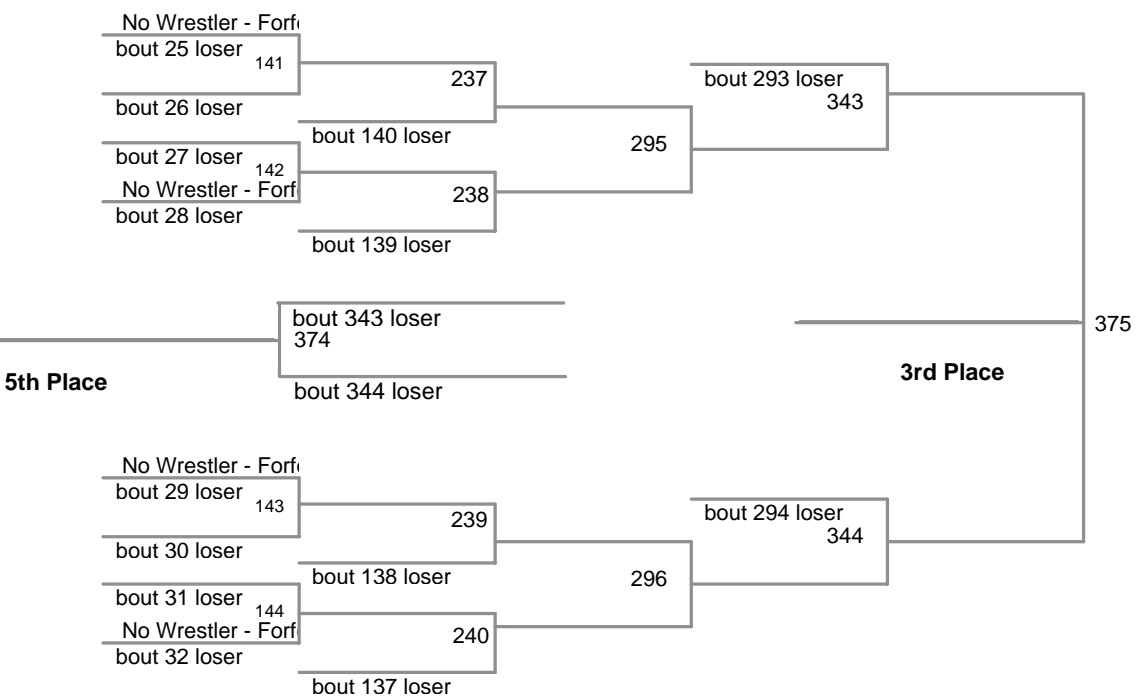 No Wrestler - Forf
bout 25 loser
141
bout 26 loser
237
bout 140 loser
bout 27 loser
142
No Wrestler - Forf
bout 28 loser
238
bout 139 loser
295
bout 293 loser
343
bout 343 loser
374
bout 344 loser
5th Place
3rd Place
375
No Wrestler - Forf
bout 29 loser
143
bout 30 loser
239
bout 138 loser
bout 31 loser
144
No Wrestler - Forf
bout 32 loser
240
bout 137 loser
296
bout 294 loser
344